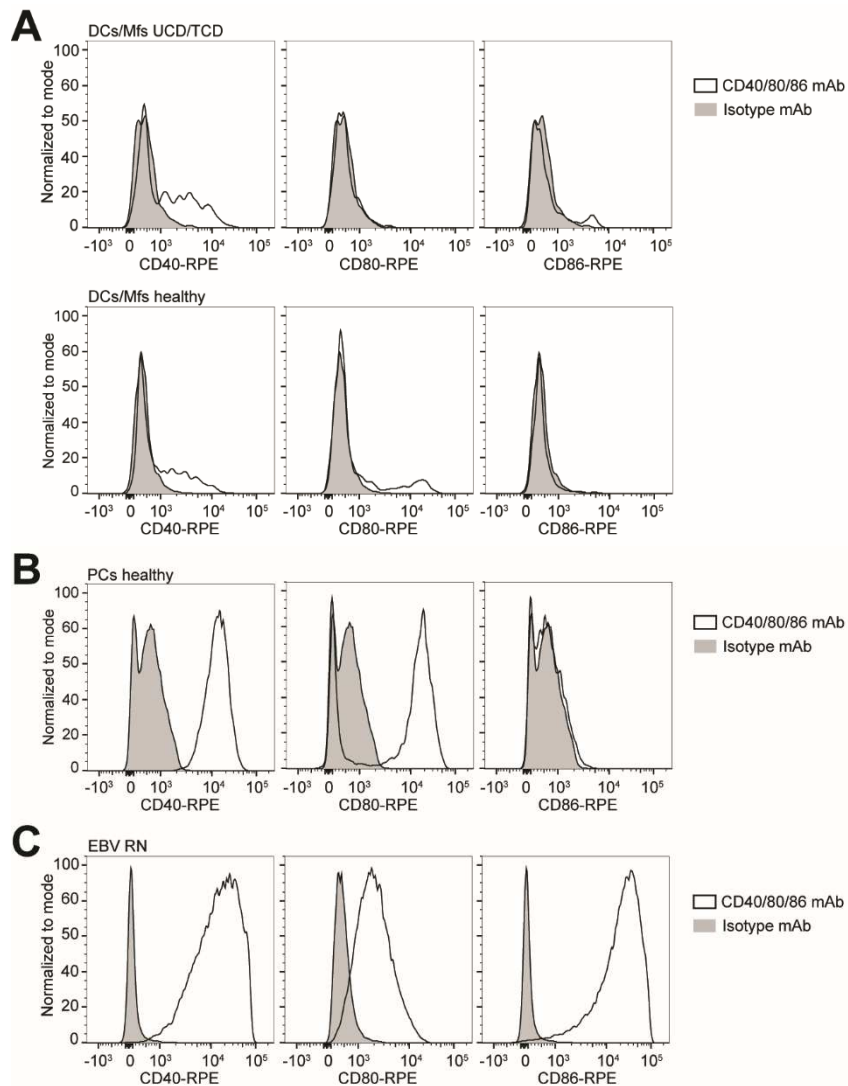 A
DCs/Mfs UCD/TCD
100
60
50
40
20
0
Normalized to mode
-10³ 0 10³ 10⁴ 10⁵
CD40-RPE
-10³ 0 10³ 10⁴ 10⁵
CD80-RPE
-10³ 0 10³ 10⁴ 10⁵
CD86-RPE
CD40/80/86 mAb
Isotype mAb
DCs/Mfs healthy
100
60
50
40
20
0
Normalized to mode
-10³ 0 10³ 10⁴ 10⁵
CD40-RPE
-10³ 0 10³ 10⁴ 10⁵
CD80-RPE
-10³ 0 10³ 10⁴ 10⁵
CD86-RPE
B
PCs healthy
100
60
50
40
20
0
Normalized to mode
-10³ 0 10³ 10⁴ 10⁵
CD40-RPE
-10³ 0 10³ 10⁴ 10⁵
CD80-RPE
-10³ 0 10³ 10⁴ 10⁵
CD86-RPE
CD40/80/86 mAb
Isotype mAb
C
EBV RN
100
60
50
40
20
0
Normalized to mode
-10³ 0 10³ 10⁴ 10⁵
CD40-RPE
-10³ 0 10³ 10⁴ 10⁵
CD80-RPE
-10³ 0 10³ 10⁴ 10⁵
CD86-RPE
CD40/80/86 mAb
Isotype mAb